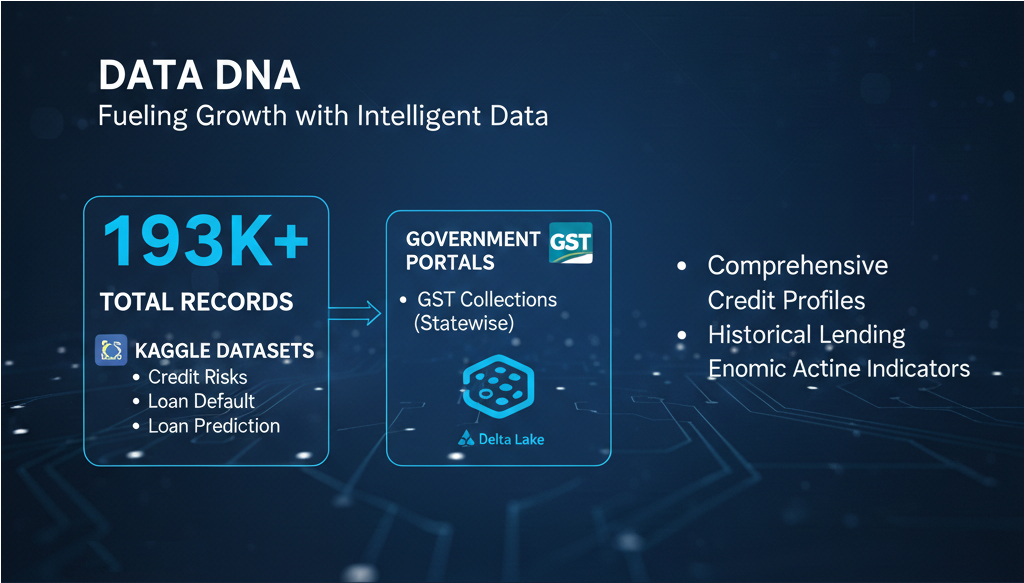 DATA DNA
Fueling Growth with Intelligent Data
193K+
TOTAL RECORDS
KAGGLE DATASETS
• Credit Risks
• Loan Default
• Loan Prediction
GOVERNMENT
PORTALS
GST
• GST Collections
(Statewise)
Delta Lake
• Comprehensive
Credit Profiles
• Historical Lending
Enomic Actine Indicators